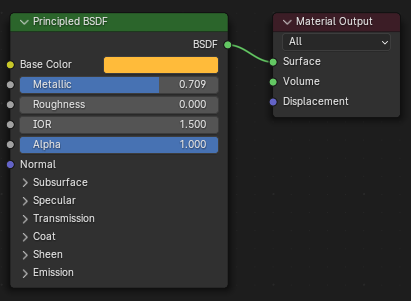 Principled BSDF
BSDF
Base Color
Metallic 0.709
Roughness 0.000
IOR 1.500
Alpha 1.000
Normal
Subsurface
Specular
Transmission
Coat
Sheen
Emission
Material Output
All
Surface
Volume
Displacement